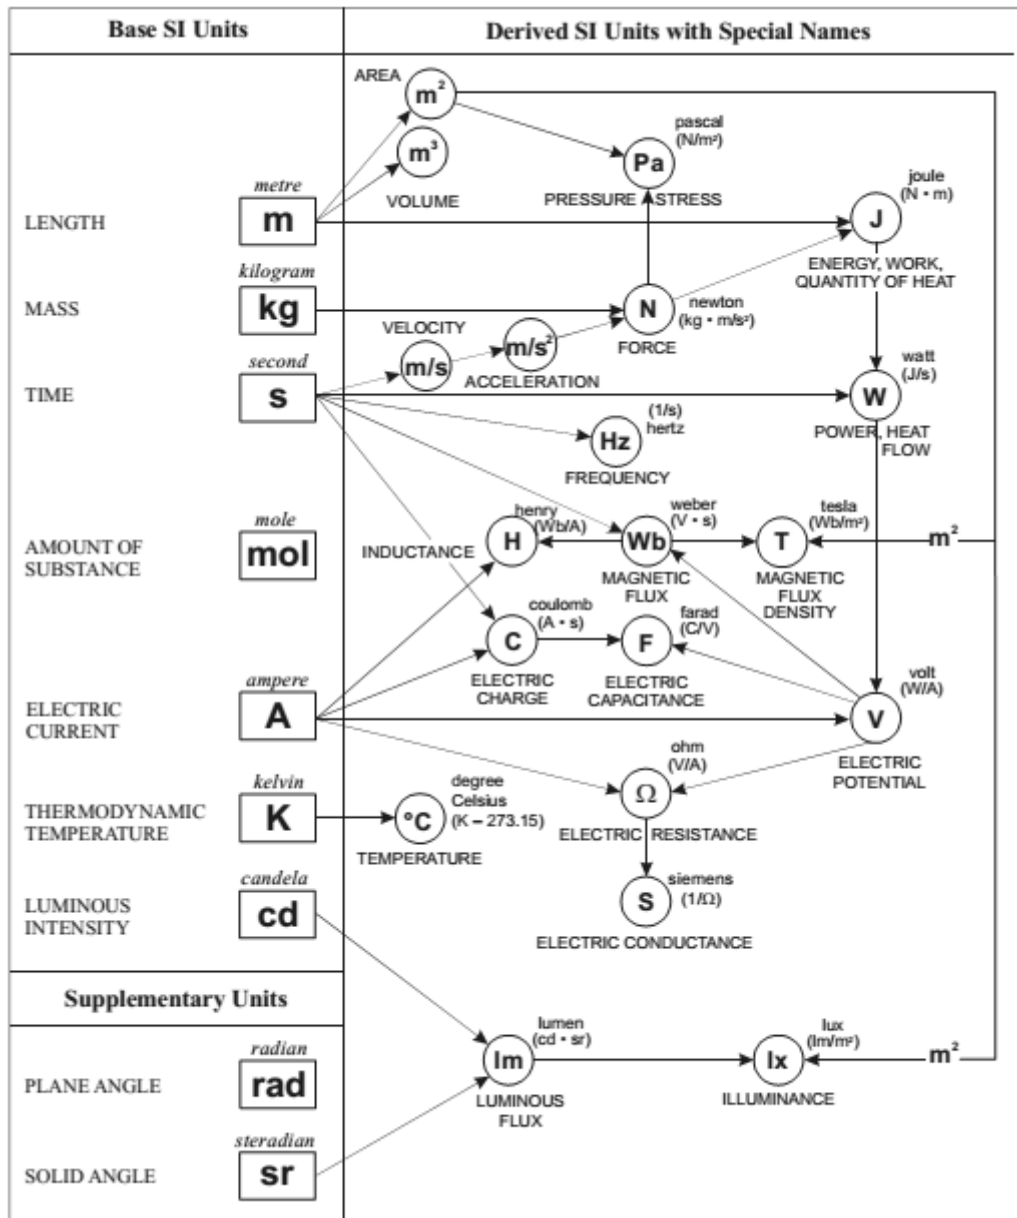 Base SI Units
Derived SI Units with Special Names
AREA
m²
pascal
(N/m²)
m³
Pa
metre
joule
(N • m)
VOLUME
PRESSURE STRESS
LENGTH
m
J
kilogram
ENERGY, WORK,
QUANTITY OF HEAT
MASS
kg
N
newton
(kg • m/s²)
VELOCITY
m/s²
FORCE
second
m/s
ACCELERATION
watt
(J/s)
TIME
s
W
(1/s)
hertz
POWER, HEAT
FLOW
Hz
FREQUENCY
mole
henry
(Wb/A)
weber
(V • s)
tesla
(Wb/m²)
AMOUNT OF
SUBSTANCE
mol
INDUCTANCE
H
Wb
T
m²
MAGNETIC
FLUX
MAGNETIC
FLUX
DENSITY
coulomb
(A • s)
farad
(C/V)
C
F
ampere
ELECTRIC
CHARGE
ELECTRIC
CAPACITANCE
volt
(W/A)
ELECTRIC
CURRENT
A
V
ohm
(V/A)
ELECTRIC
POTENTIAL
kelvin
degree
Celsius
(K – 273.15)
Ω
THERMODYNAMIC
TEMPERATURE
K
°C
ELECTRIC RESISTANCE
TEMPERATURE
candela
siemens
(1/Ω)
LUMINOUS
INTENSITY
cd
S
ELECTRIC CONDUCTANCE
Supplementary Units
lumen
(cd • sr)
lux
(lm/m²)
radian
lm
lx
m²
PLANE ANGLE
rad
LUMINOUS
FLUX
ILLUMINANCE
steradian
SOLID ANGLE
sr